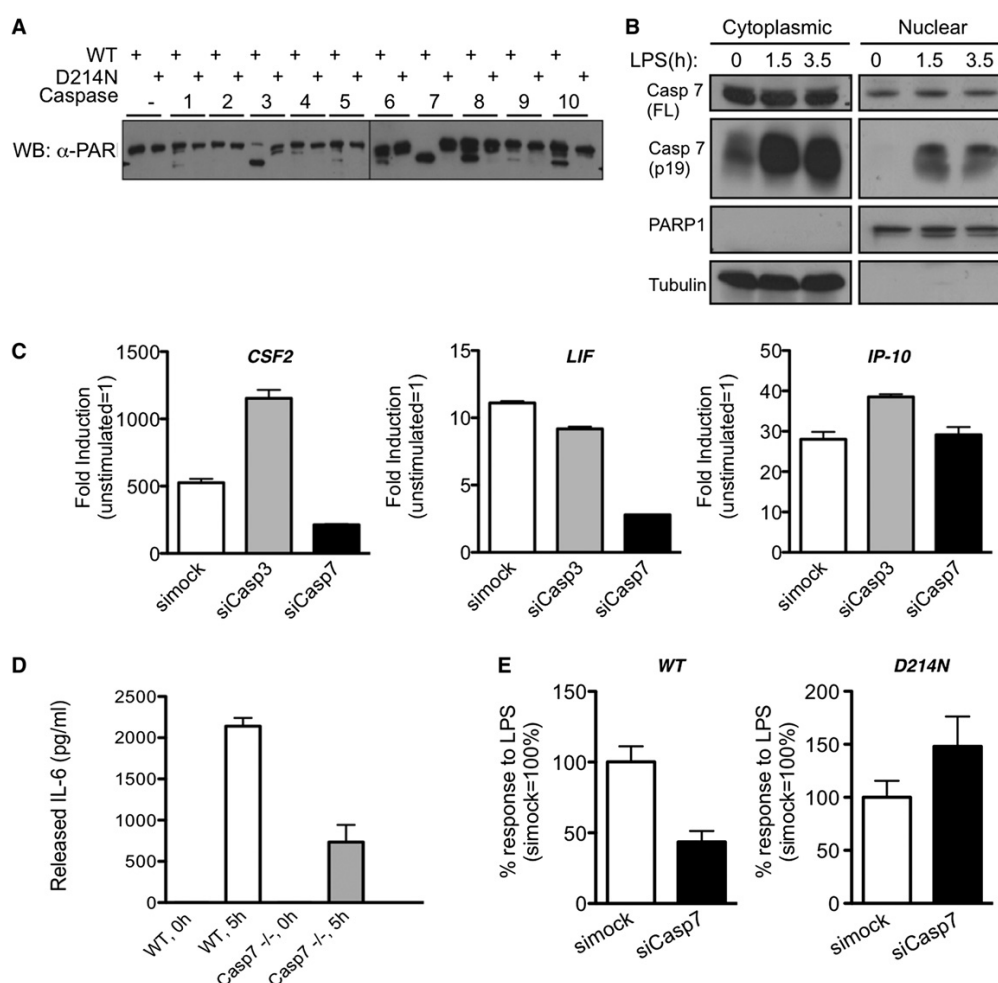 A
WT + + + + + + + + + + +
D214N + + + + + + + + + + +
Caspase - 1 2 3 4 5 6 7 8 9 10
WB: α-PAR
B
Cytoplasmic Nuclear
LPS(h): 0 1.5 3.5 0 1.5 3.5
Casp 7
(FL)
Casp 7
(p19)
PARP1
Tubulin
C
CSF2
Fold Induction
(unstimulated=1)
1500
1000
500
0
simock
siCasp3
siCasp7
LIF
Fold Induction
(unstimulated=1)
15
10
5
0
simock
siCasp3
siCasp7
IP-10
Fold Induction
(unstimulated=1)
50
40
30
20
10
0
simock
siCasp3
siCasp7
D
Released IL-6 (pg/ml)
2500
2000
1500
1000
500
0
WT, 0h
WT, 5h
Casp7 -/-, 0h
Casp7 -/-, 5h
E
WT
% response to LPS
(simock=100%)
150
100
50
0
simock
siCasp7
D214N
% response to LPS
(simock=100%)
200
150
100
50
0
simock
siCasp7